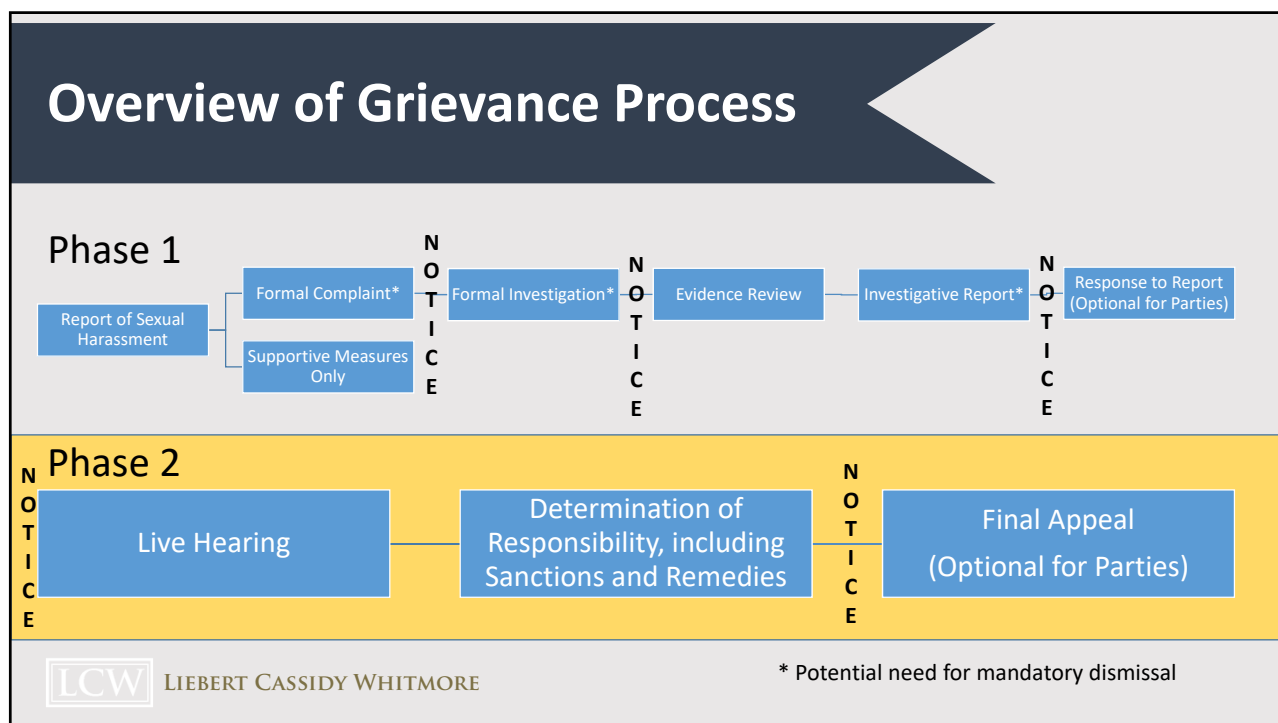 Overview of Grievance Process
Phase 1
Report of Sexual
Harassment
Formal Complaint*
Supportive Measures
Only
NOTICE
Formal Investigation*
NOTICE
Evidence Review
Investigative Report*
NOTICE
Response to Report
(Optional for Parties)
Phase 2
NOTICE
Live Hearing
Determination of
Responsibility, including
Sanctions and Remedies
NOTICE
Final Appeal
(Optional for Parties)
LCW LIEBERT CASSIDY WHITMORE
* Potential need for mandatory dismissal